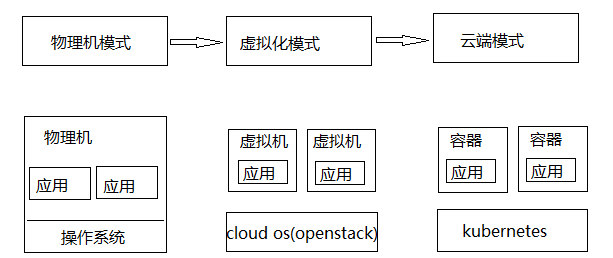 物理机模式
虚拟化模式
云端模式
物理机
应用
应用
操作系统
虚拟机
虚拟机
应用
应用
cloud os(openstack)
容器
容器
应用
应用
kubernetes